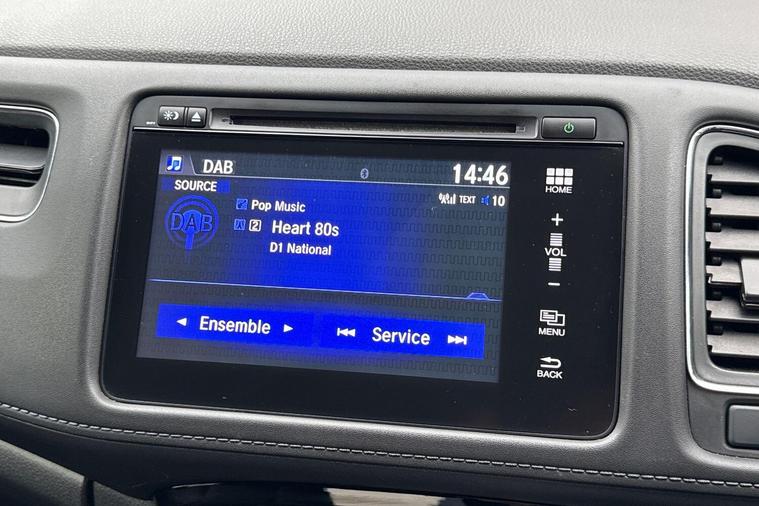 DAB 14:46
SOURCE
TEXT 10
Pop Music
DAB
2 Heart 80s
D1 National
Ensemble Service
HOME
+
VOL
−
MENU
BACK